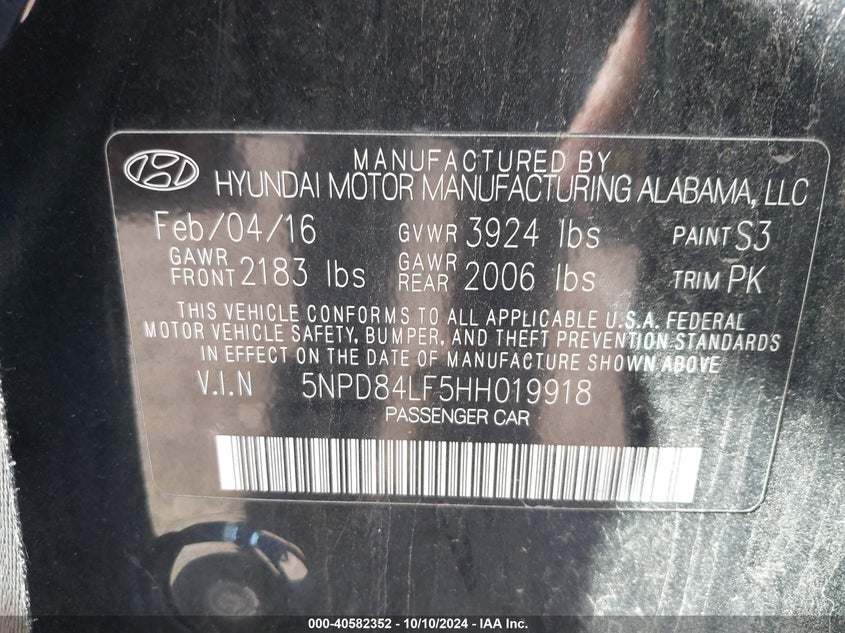 MANUFACTURED BY
HYUNDAI MOTOR MANUFACTURING ALABAMA, LLC
Feb/04/16 GVWR 3924 lbs PAINT S3
GAWR FRONT 2183 lbs GAWR REAR 2006 lbs TRIM PK
THIS VEHICLE CONFORMS TO ALL APPLICABLE U.S.A. FEDERAL
MOTOR VEHICLE SAFETY, BUMPER, AND THEFT PREVENTION STANDARDS
IN EFFECT ON THE DATE OF MANUFACTURE SHOWN ABOVE
V.I.N 5NPD84LF5HH019918
PASSENGER CAR
000-40582352 - 10/10/2024 - IAA Inc.